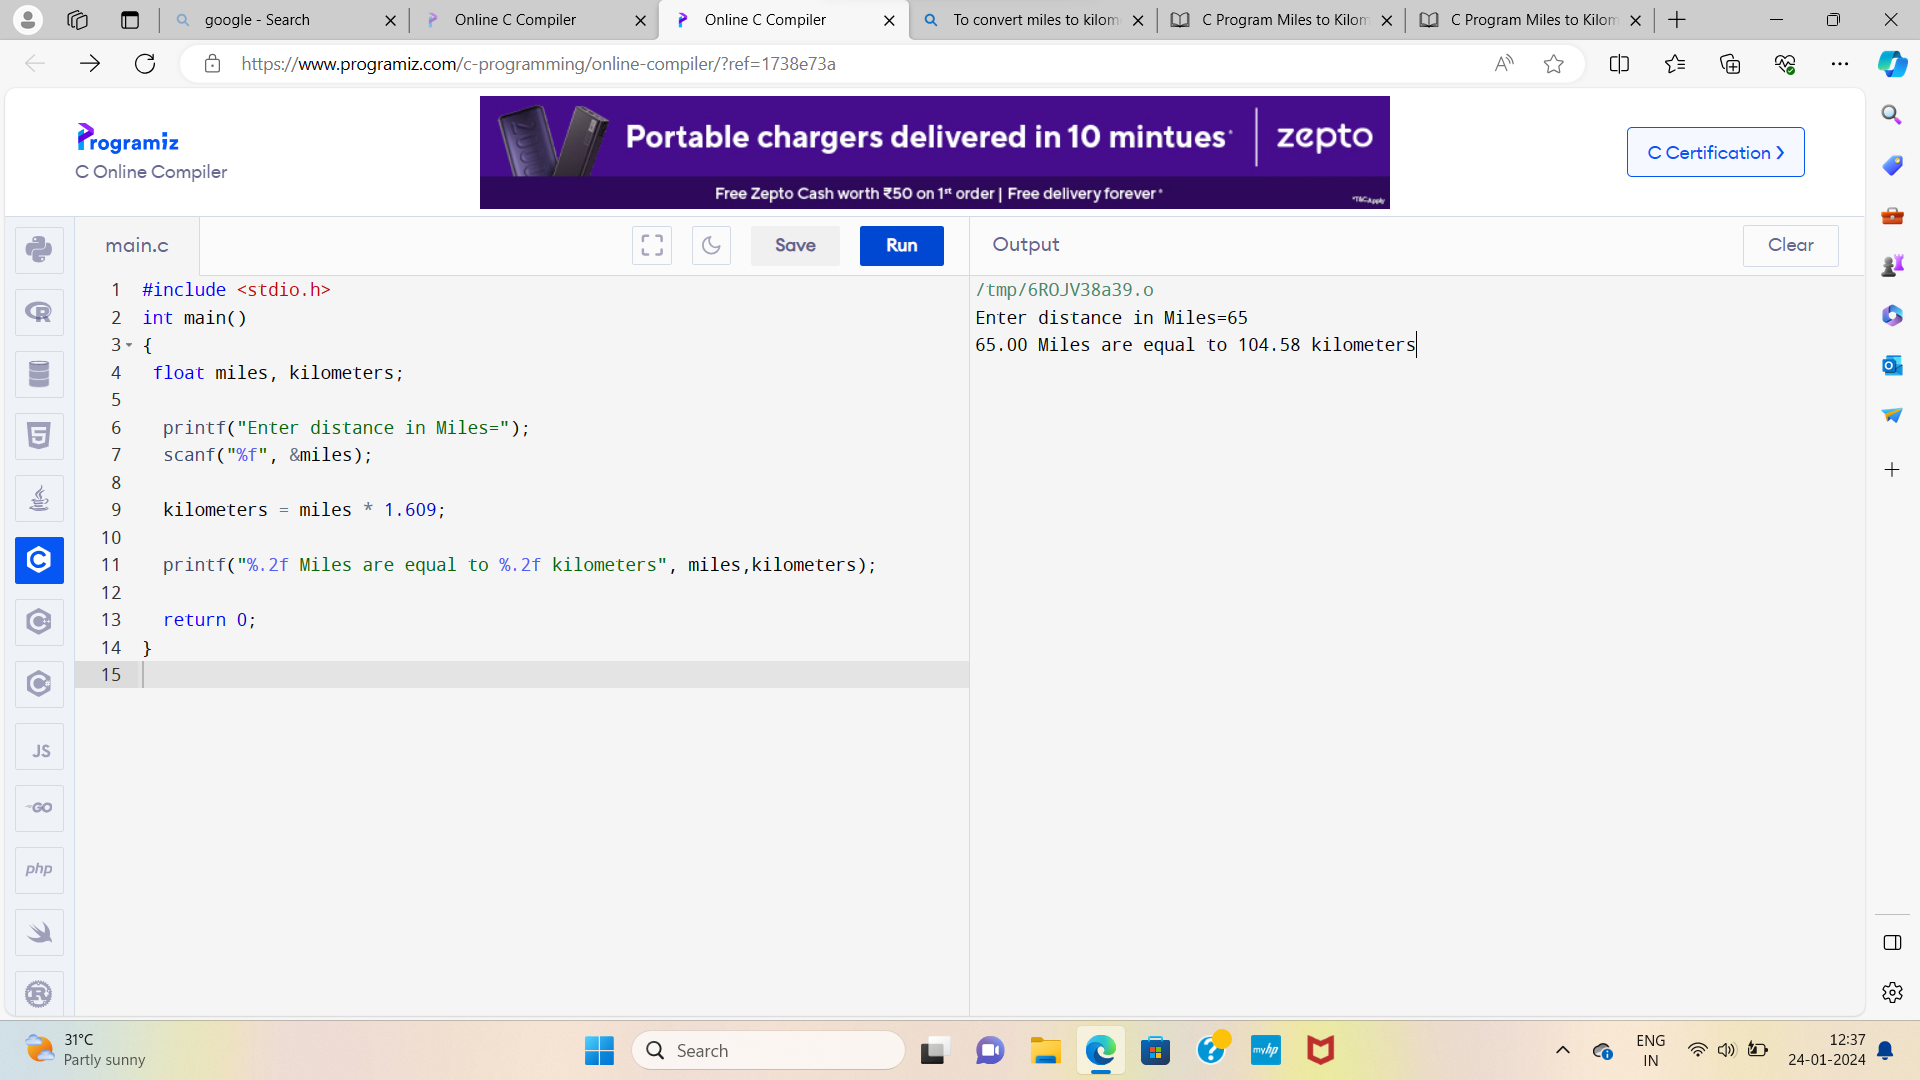 google - Search
Online C Compiler
Online C Compiler
To convert miles to kilom
C Program Miles to Kilom
C Program Miles to Kilom
https://www.programiz.com/c-programming/online-compiler/?ref=1738e73a
Programiz
C Online Compiler
Portable chargers delivered in 10 mintues* zepto
Free Zepto Cash worth ₹50 on 1st order | Free delivery forever*
*T&C Apply
C Certification
main.c
Save
Run
Output
Clear
1 #include <stdio.h>
2 int main()
3 {
4 float miles, kilometers;
5
6 printf("Enter distance in Miles=");
7 scanf("%f", &miles);
8
9 kilometers = miles * 1.609;
10
11 printf("%.2f Miles are equal to %.2f kilometers", miles,kilometers);
12
13 return 0;
14 }
15
/tmp/6ROJV38a39.o
Enter distance in Miles=65
65.00 Miles are equal to 104.58 kilometers
JS
GO
php
31°C
Partly sunny
Search
myhp
ENG
IN
12:37
24-01-2024